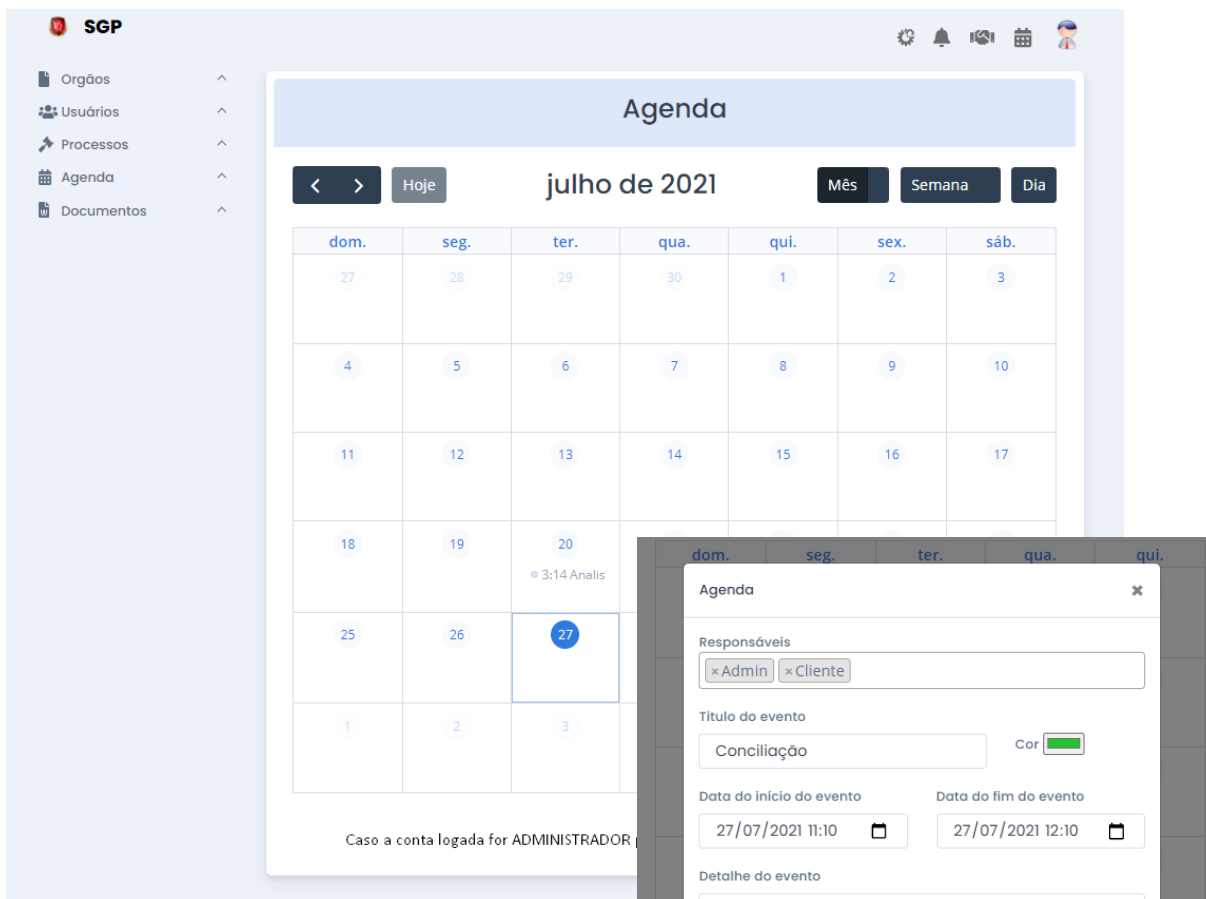 SGP
Orgãos
Usuários
Processos
Agenda
Documentos
Agenda
Hoje
julho de 2021
Mês
Semana
Dia
dom. seg. ter. qua. qui. sex. sáb.
27 28 29 30 1 2 3
4 5 6 7 8 9 10
11 12 13 14 15 16 17
18 19 20
3:14 Analis
25 26 27
1 2 3
Caso a conta logada for ADMINISTRADOR
dom. seg. ter. qua. qui.
Agenda
Responsáveis
×Admin ×Cliente
Titulo do evento
Conciliação
Cor
Data do início do evento Data do fim do evento
27/07/2021 11:10 27/07/2021 12:10
Detalhe do evento